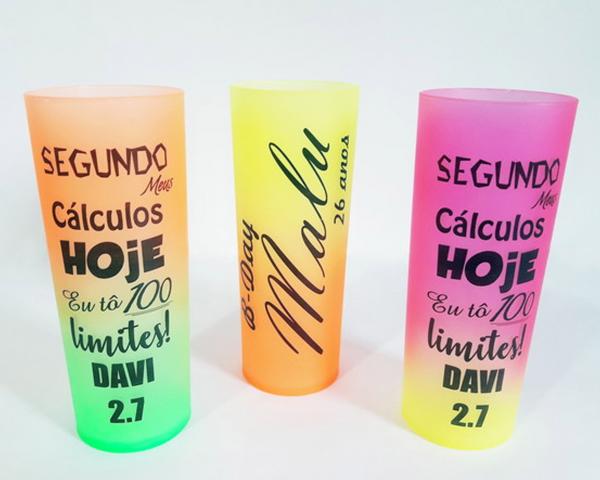 SEGUNDO
Meus
Cálculos
HOjE
Eu tô 100
limites!
DAVI
2.7
B-Day
Malu
26 anos
SEGUNDO
Meus
Cálculos
HOjE
Eu tô 100
limites!
DAVI
2.7